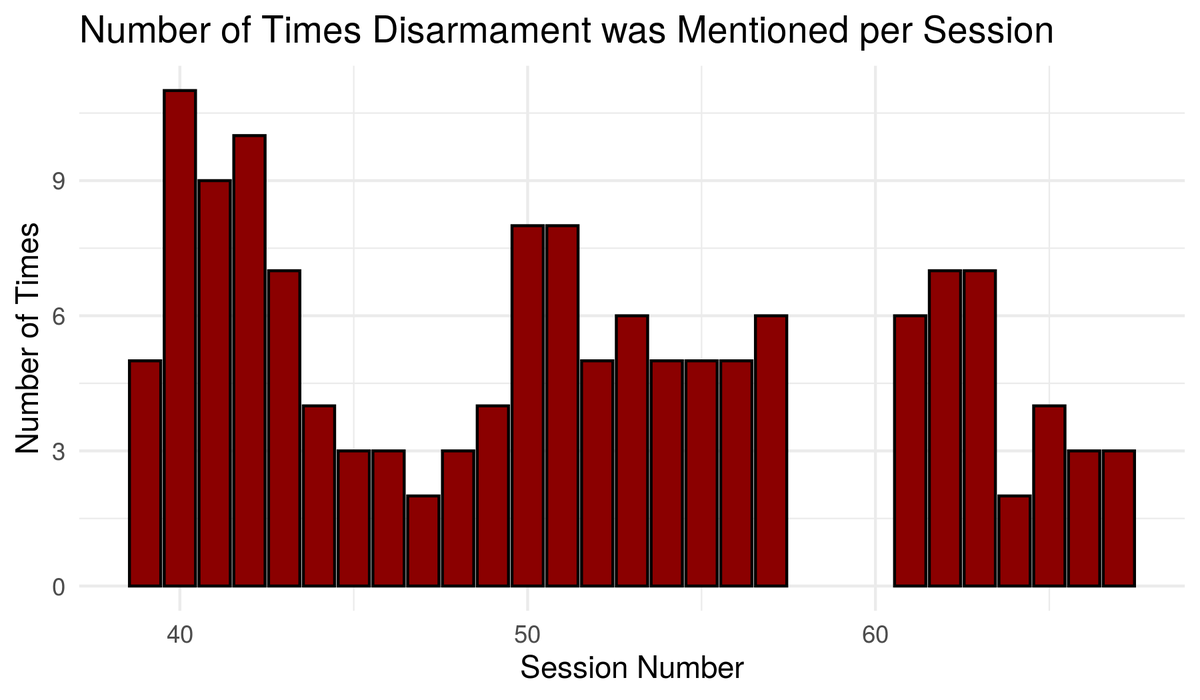 Number of Times Disarmament was Mentioned per Session
Number of Times
9
6
3
0
40 50 60
Session Number